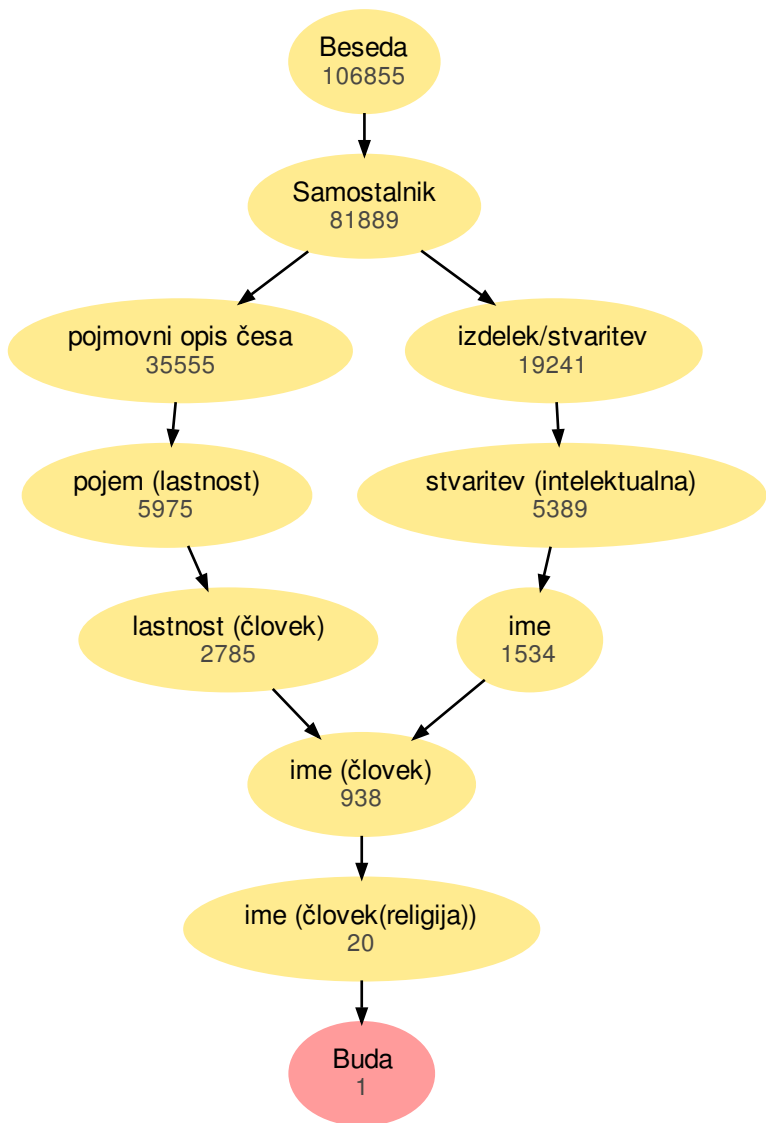 Beseda
106855
Samostalnik
81889
pojmovni opis česa
35555
izdelek/stvaritev
19241
pojem (lastnost)
5975
stvaritev (intelektualna)
5389
lastnost (človek)
2785
ime
1534
ime (človek)
938
ime (človek(religija))
20
Buda
1